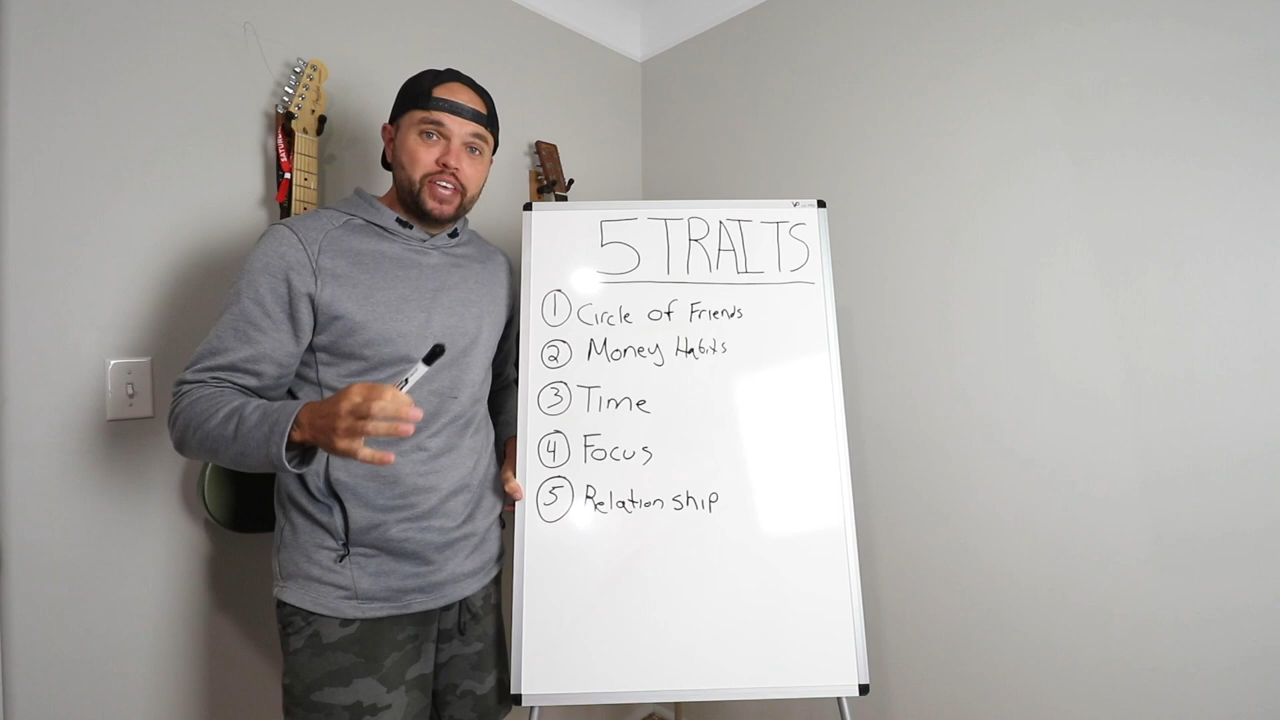 5 TRAITS
① Circle of Friends
② Money Habits
③ Time
④ Focus
⑤ Relationship